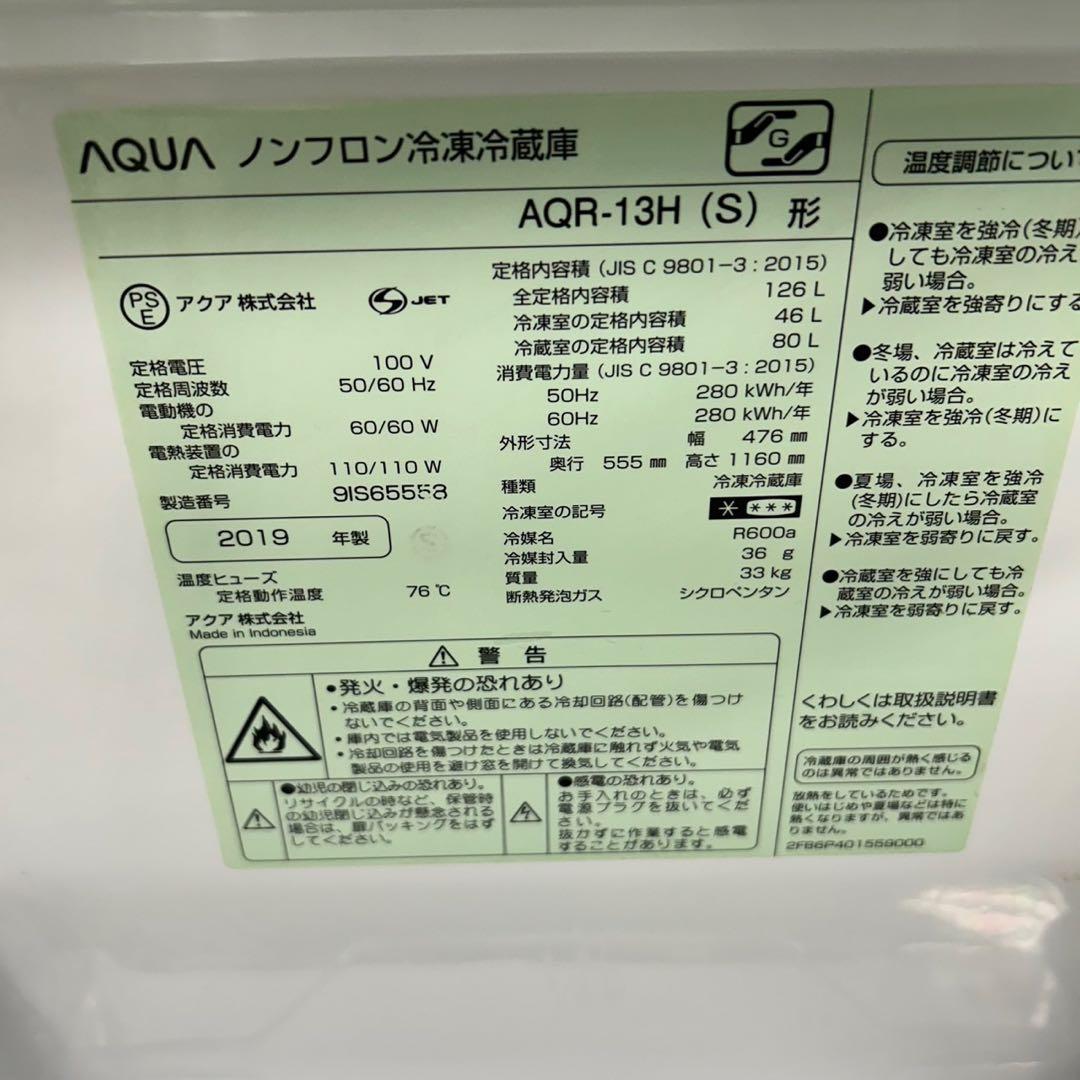 AQUA ノンフロン冷凍冷蔵庫
G
AQR-13H (S) 形
PS
E
アクア 株式会社
JET
定格電圧 100 V
定格周波数 50/60 Hz
電動機の
定格消費電力 60/60 W
電熱装置の
定格消費電力 110/110 W
製造番号
2019 年製
温度ヒューズ
定格動作温度 76 ℃
アクア 株式会社
Made in Indonesia
定格内容積 (JIS C 9801-3 : 2015)
全定格内容積 126 L
冷凍室の定格内容積 46 L
冷蔵室の定格内容積 80 L
消費電力量 (JIS C 9801-3 : 2015)
50Hz 280 kWh/年
60Hz 280 kWh/年
外形寸法 幅 476 mm
奥行 555 mm 高さ 1160 mm
種類 冷凍冷蔵庫
冷凍室の記号 * ***
冷媒名 R600a
冷媒封入量 36 g
質量 33 kg
断熱発泡ガス シクロペンタン
⚠ 警告
●発火・爆発の恐れあり
・冷蔵庫の背面や側面にある冷却回路(配管)を傷つけ
ないでください。
・庫内では電気製品を使用しないでください。
・冷却回路を傷つけたときは冷蔵庫に触れず火気や電気
製品の使用を避け窓を開けて換気してください。
●幼児の閉じ込みの恐れあり。
リサイクルの時など、保管時
の幼児閉じ込みが懸念される
場合は、扉パッキングをはず
してください。
●感電の恐れあり。
お手入れのときは、必ず
電源プラグを抜いてくだ
さい。
抜かずに作業すると感電
することがあります。
温度調節につい
●冷凍室を強冷(冬期)
しても冷凍室の冷え
弱い場合。
▶冷蔵室を強寄りにする
●冬場、冷蔵室は冷えて
いるのに冷凍室の冷え
が弱い場合。
▶冷凍室を強冷(冬期)に
する。
●夏場、冷凍室を強冷
(冬期)にしたら冷蔵室
の冷えが弱い場合。
▶冷凍室を弱寄りに戻す。
●冷蔵室を強にしても冷
蔵室の冷えが弱い場合。
▶冷凍室を弱寄りに戻す。
くわしくは取扱説明書
をお読みください。
冷蔵庫の周囲が熱く感じる
のは異常ではありません。
放熱をしているためです。
使いはじめや夏場などは特に
熱くなりますが、異常ではあ
りません。
2FB6P401559000